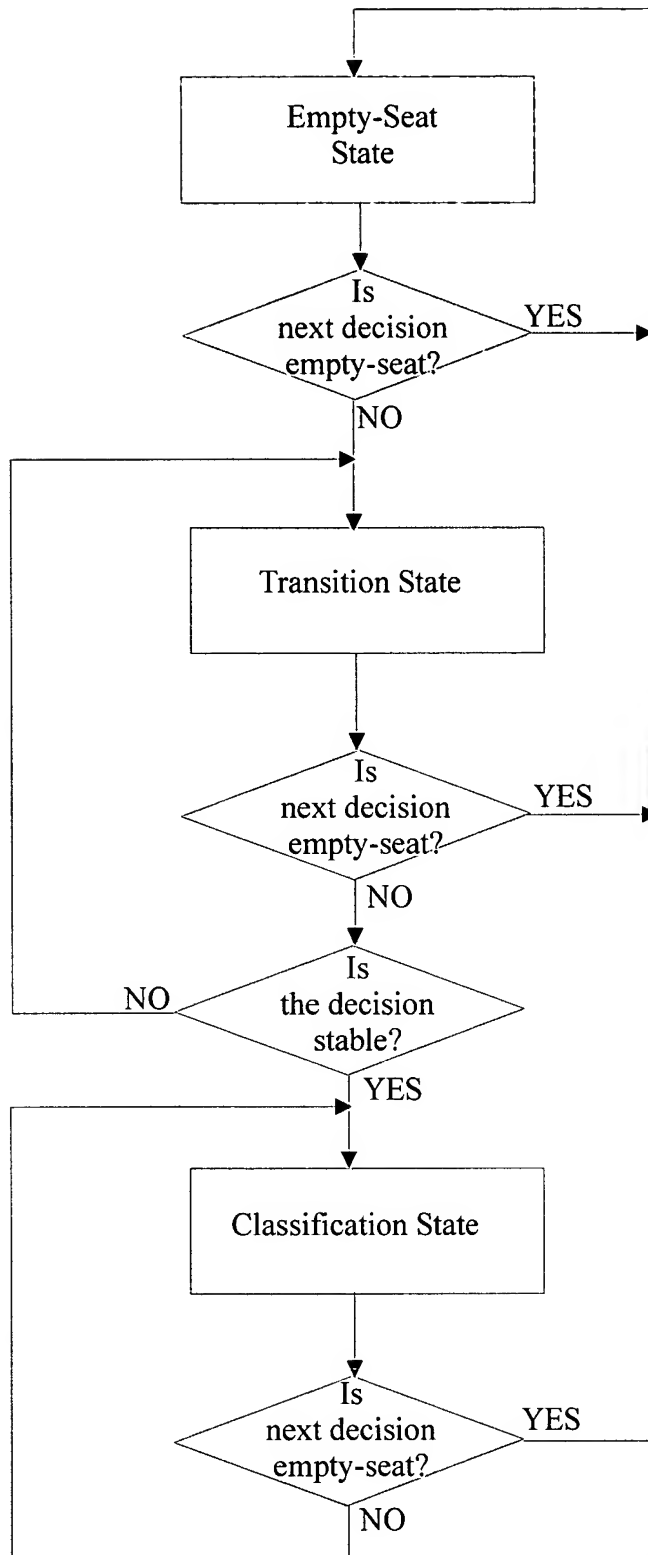 Empty-Seat
State
Is
next decision
empty-seat?
YES
NO
Transition State
Is
next decision
empty-seat?
YES
NO
Is
the decision
stable?
NO
YES
Classification State
Is
next decision
empty-seat?
YES
NO